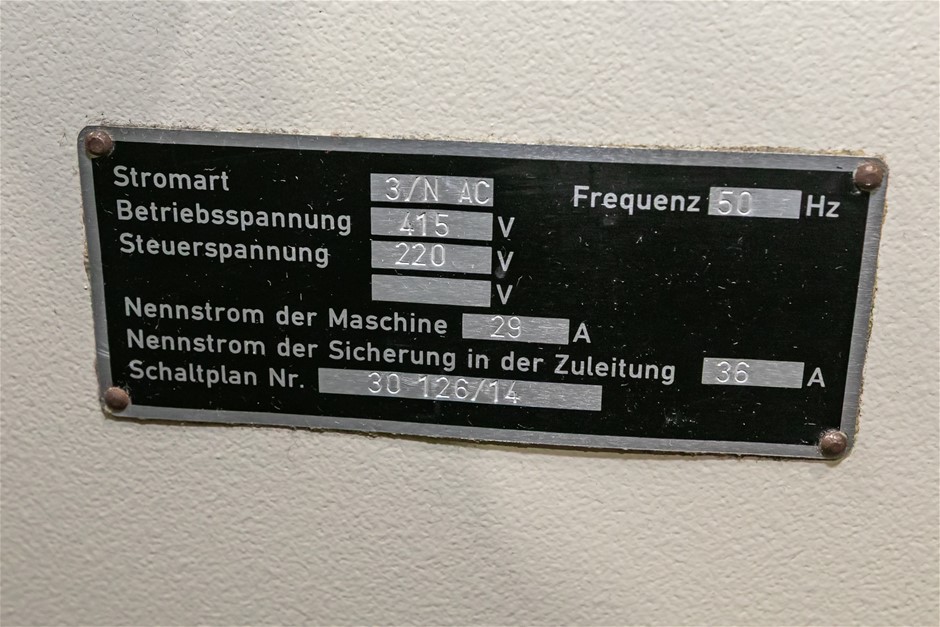 Stromart 3/N AC Frequenz 50 Hz
Betriebsspannung 415 V
Steuerspannung 220 V
V
Nennstrom der Maschine 29 A
Nennstrom der Sicherung in der Zuleitung 36 A
Schaltplan Nr. 30 126/14